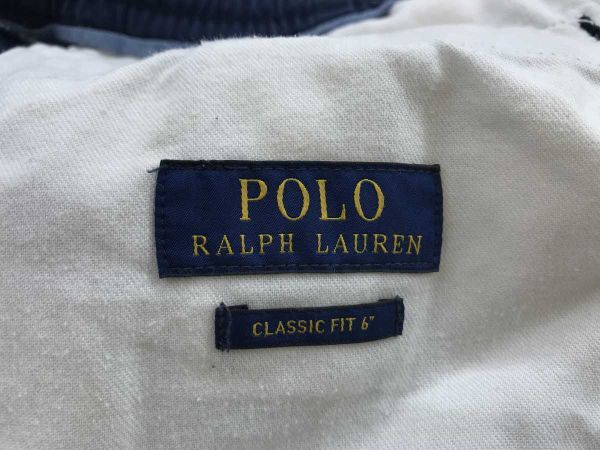 POLO
RALPH LAUREN
CLASSIC FIT 6"